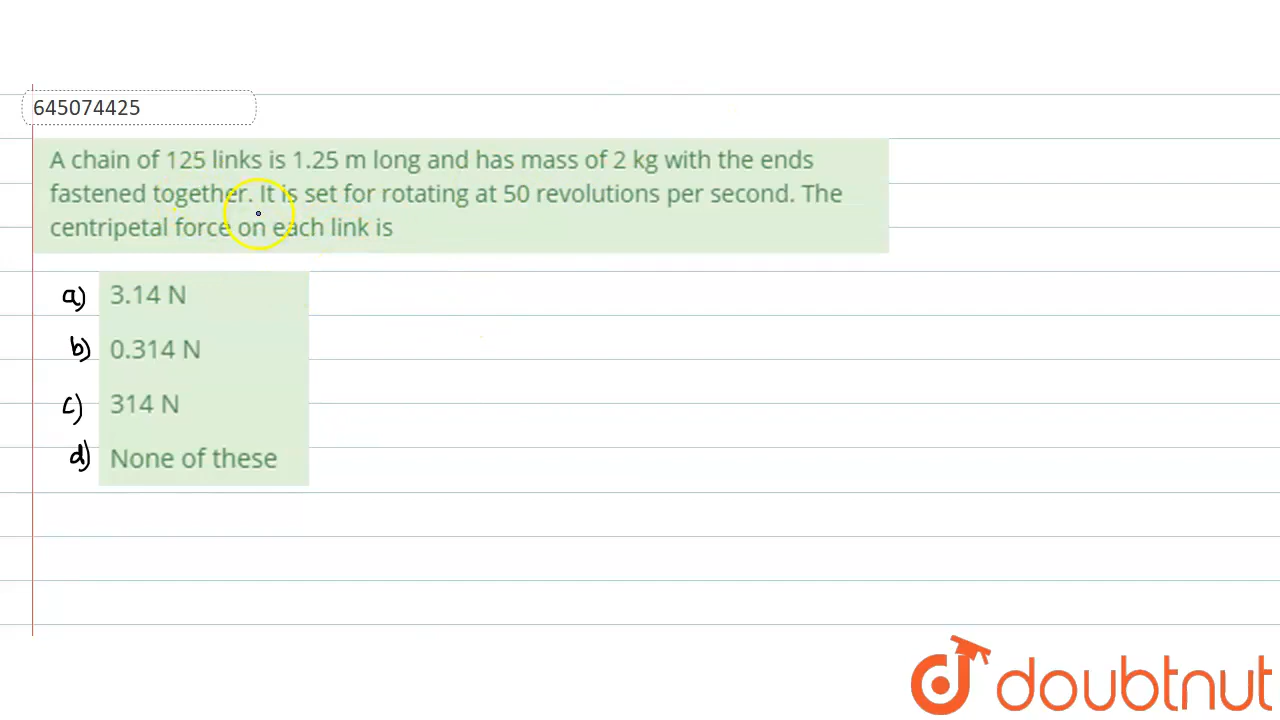 645074425
A chain of 125 links is 1.25 m long and has mass of 2 kg with the ends
fastened together. It is set for rotating at 50 revolutions per second. The
centripetal force on each link is
a) 3.14 N
b) 0.314 N
c) 314 N
d) None of these
doubtnut